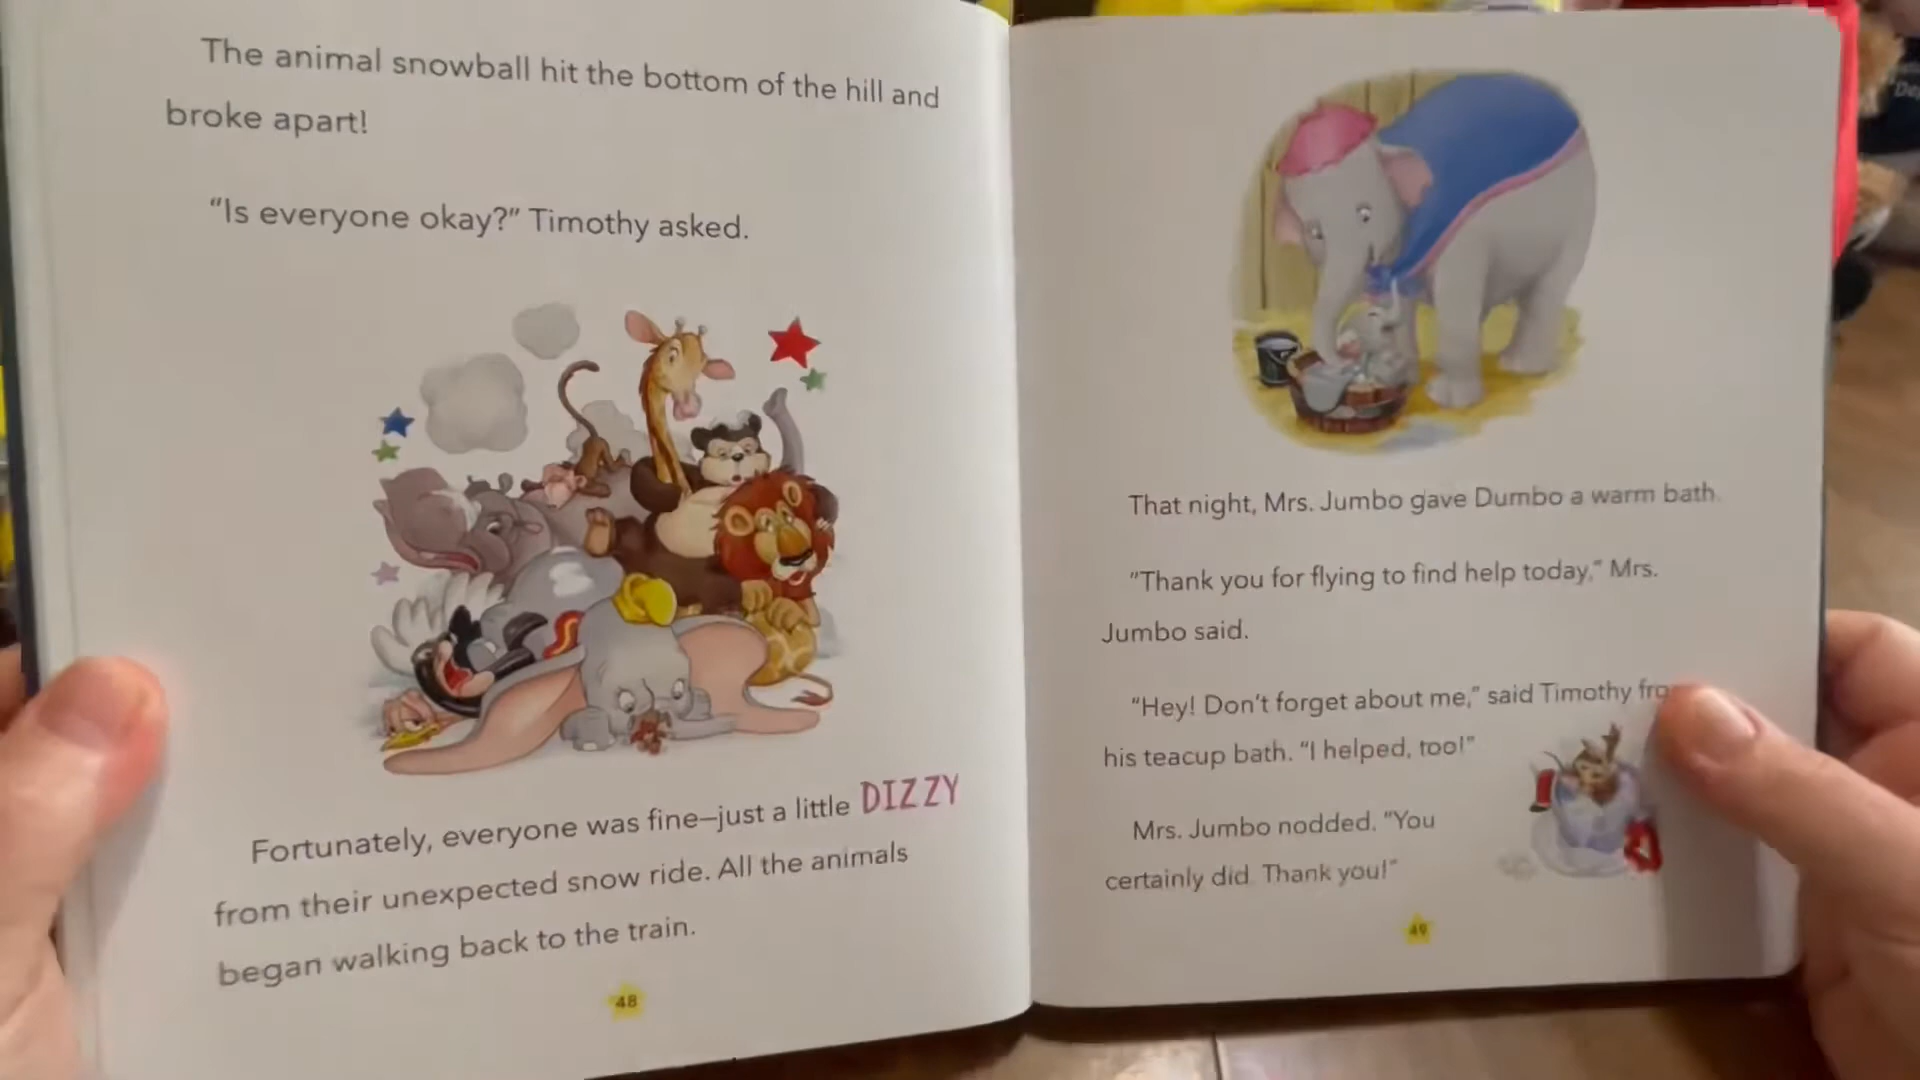 The animal snowball hit the bottom of the hill and
broke apart!
“Is everyone okay?” Timothy asked.
Fortunately, everyone was fine—just a little DIZZY
from their unexpected snow ride. All the animals
began walking back to the train.
48
That night, Mrs. Jumbo gave Dumbo a warm bath.
“Thank you for flying to find help today,” Mrs.
Jumbo said.
“Hey! Don’t forget about me,” said Timothy
his teacup bath. “I helped, too!”
Mrs. Jumbo nodded. “You
certainly did. Thank you!”
49